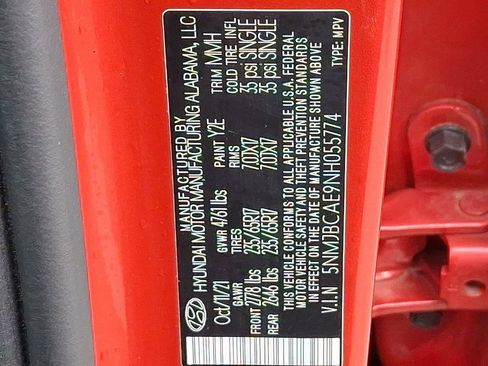 MANUFACTURED BY
HYUNDAI MOTOR MANUFACTURING ALABAMA, LLC
Oct/11/21 GVWR 4761 lbs PAINT Y2E TRIM MMH
GAWR TIRES RIMS COLD TIRE INFL
FRONT 2778 lbs 235/65R17 7.0JX17 35 psi SINGLE
REAR 2646 lbs 235/65R17 7.0JX17 35 psi SINGLE
THIS VEHICLE CONFORMS TO ALL APPLICABLE U.S.A. FEDERAL
MOTOR VEHICLE SAFETY AND THEFT PREVENTION STANDARDS
IN EFFECT ON THE DATE OF MANUFACTURE SHOWN ABOVE
V.I.N 5NMJBCAE9NH055774 TYPE: MPV